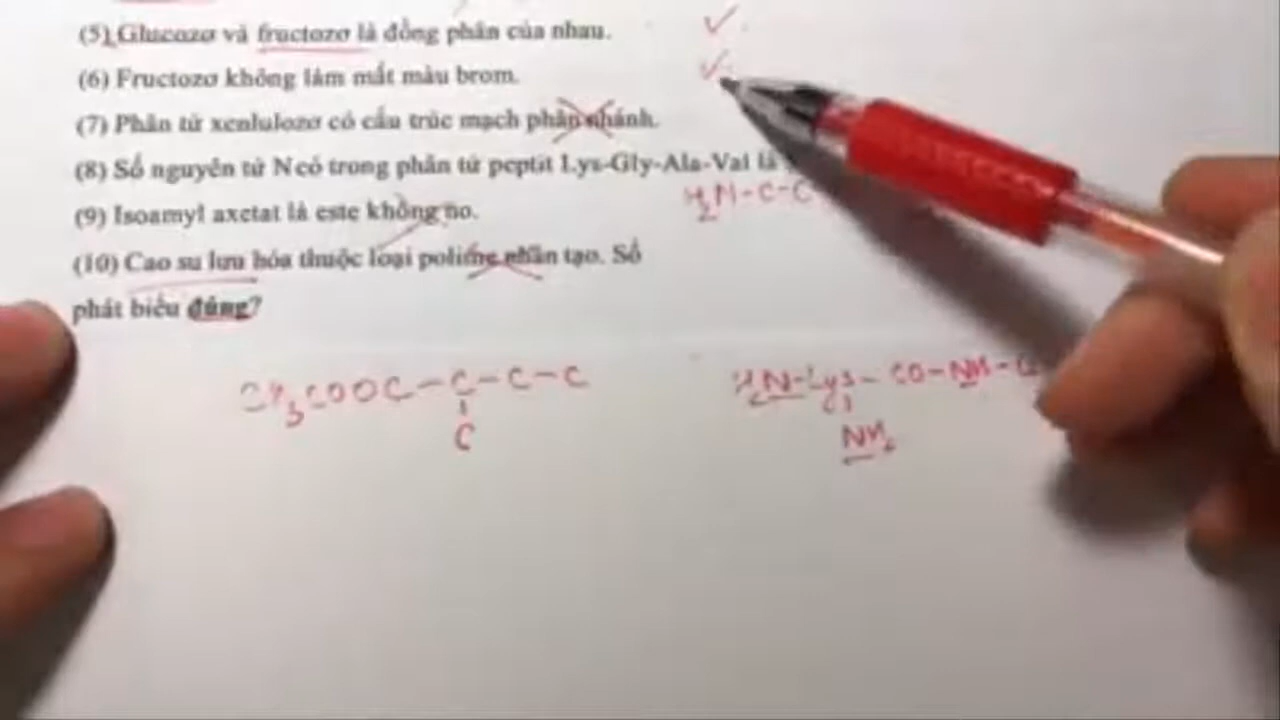 (5) Glucozơ và fructozơ là đồng phân của nhau.
(6) Fructozơ không làm mất màu brom.
(7) Phân tử xenlulozơ có cấu trúc mạch phân nhánh.
(8) Số nguyên tử N có trong phân tử peptit Lys-Gly-Ala-Val là
H2N-C-C
(9) Isoamyl axetat là este không no.
(10) Cao su lưu hóa thuộc loại polime nhân tạo. Số
phát biểu đúng?
CH3COOC-C-C-C
C
H2N-Lys-CO-NH-
NH2